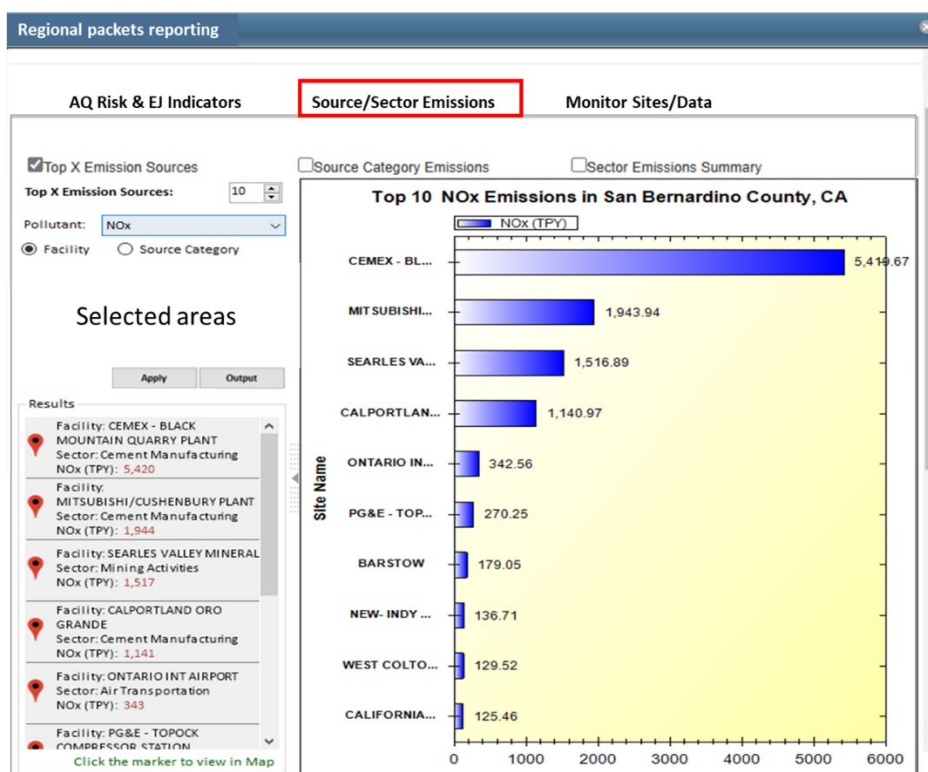 Regional packets reporting
AQ Risk & EJ Indicators
Source/Sector Emissions
Monitor Sites/Data
Top X Emission Sources
Source Category Emissions
Sector Emissions Summary
Top X Emission Sources:
10
Pollutant:
NOx
Facility
Source Category
Selected areas
Apply
Output
Results
Facility: CEMEX - BLACK
MOUNTAIN QUARRY PLANT
Sector: Cement Manufacturing
NOx (TPY): 5,420
Facility:
MITSUBISHI/CUSHENBURY PLANT
Sector: Cement Manufacturing
NOx (TPY): 1,944
Facility: SEARLES VALLEY MINERAL
Sector: Mining Activities
NOx (TPY): 1,517
Facility: CALPORTLAND ORO
GRANDE
Sector: Cement Manufacturing
NOx (TPY): 1,141
Facility: ONTARIO INT AIRPORT
Sector: Air Transportation
NOx (TPY): 343
Facility: PG&E - TOPOCK
COMPRESSOR STATION
Click the marker to view in Map
Top 10 NOx Emissions in San Bernardino County, CA
NOx (TPY)
Site Name
CEMEX - BL... 5,419.67
MITSUBISHI... 1,943.94
SEARLES VA... 1,516.89
CALPORTLAN... 1,140.97
ONTARIO IN... 342.56
PG&E - TOP... 270.25
BARSTOW 179.05
NEW- INDY ... 136.71
WEST COLTO... 129.52
CALIFORNIA... 125.46
0 1000 2000 3000 4000 5000 6000